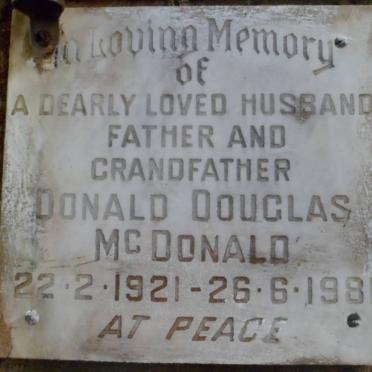 In Loving Memory
of
A DEARLY LOVED HUSBAND
FATHER AND
GRANDFATHER
DONALD DOUGLAS
McDONALD
22·2·1921-26·6·1981
AT PEACE